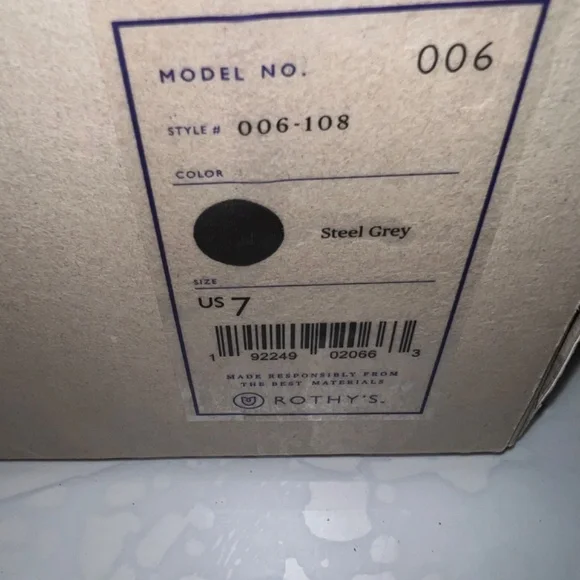 MODEL NO. 006
STYLE # 006-108
COLOR
Steel Grey
SIZE
US 7
1 92249 02066 3
MADE RESPONSIBLY FROM
THE BEST MATERIALS
ROTHY'S